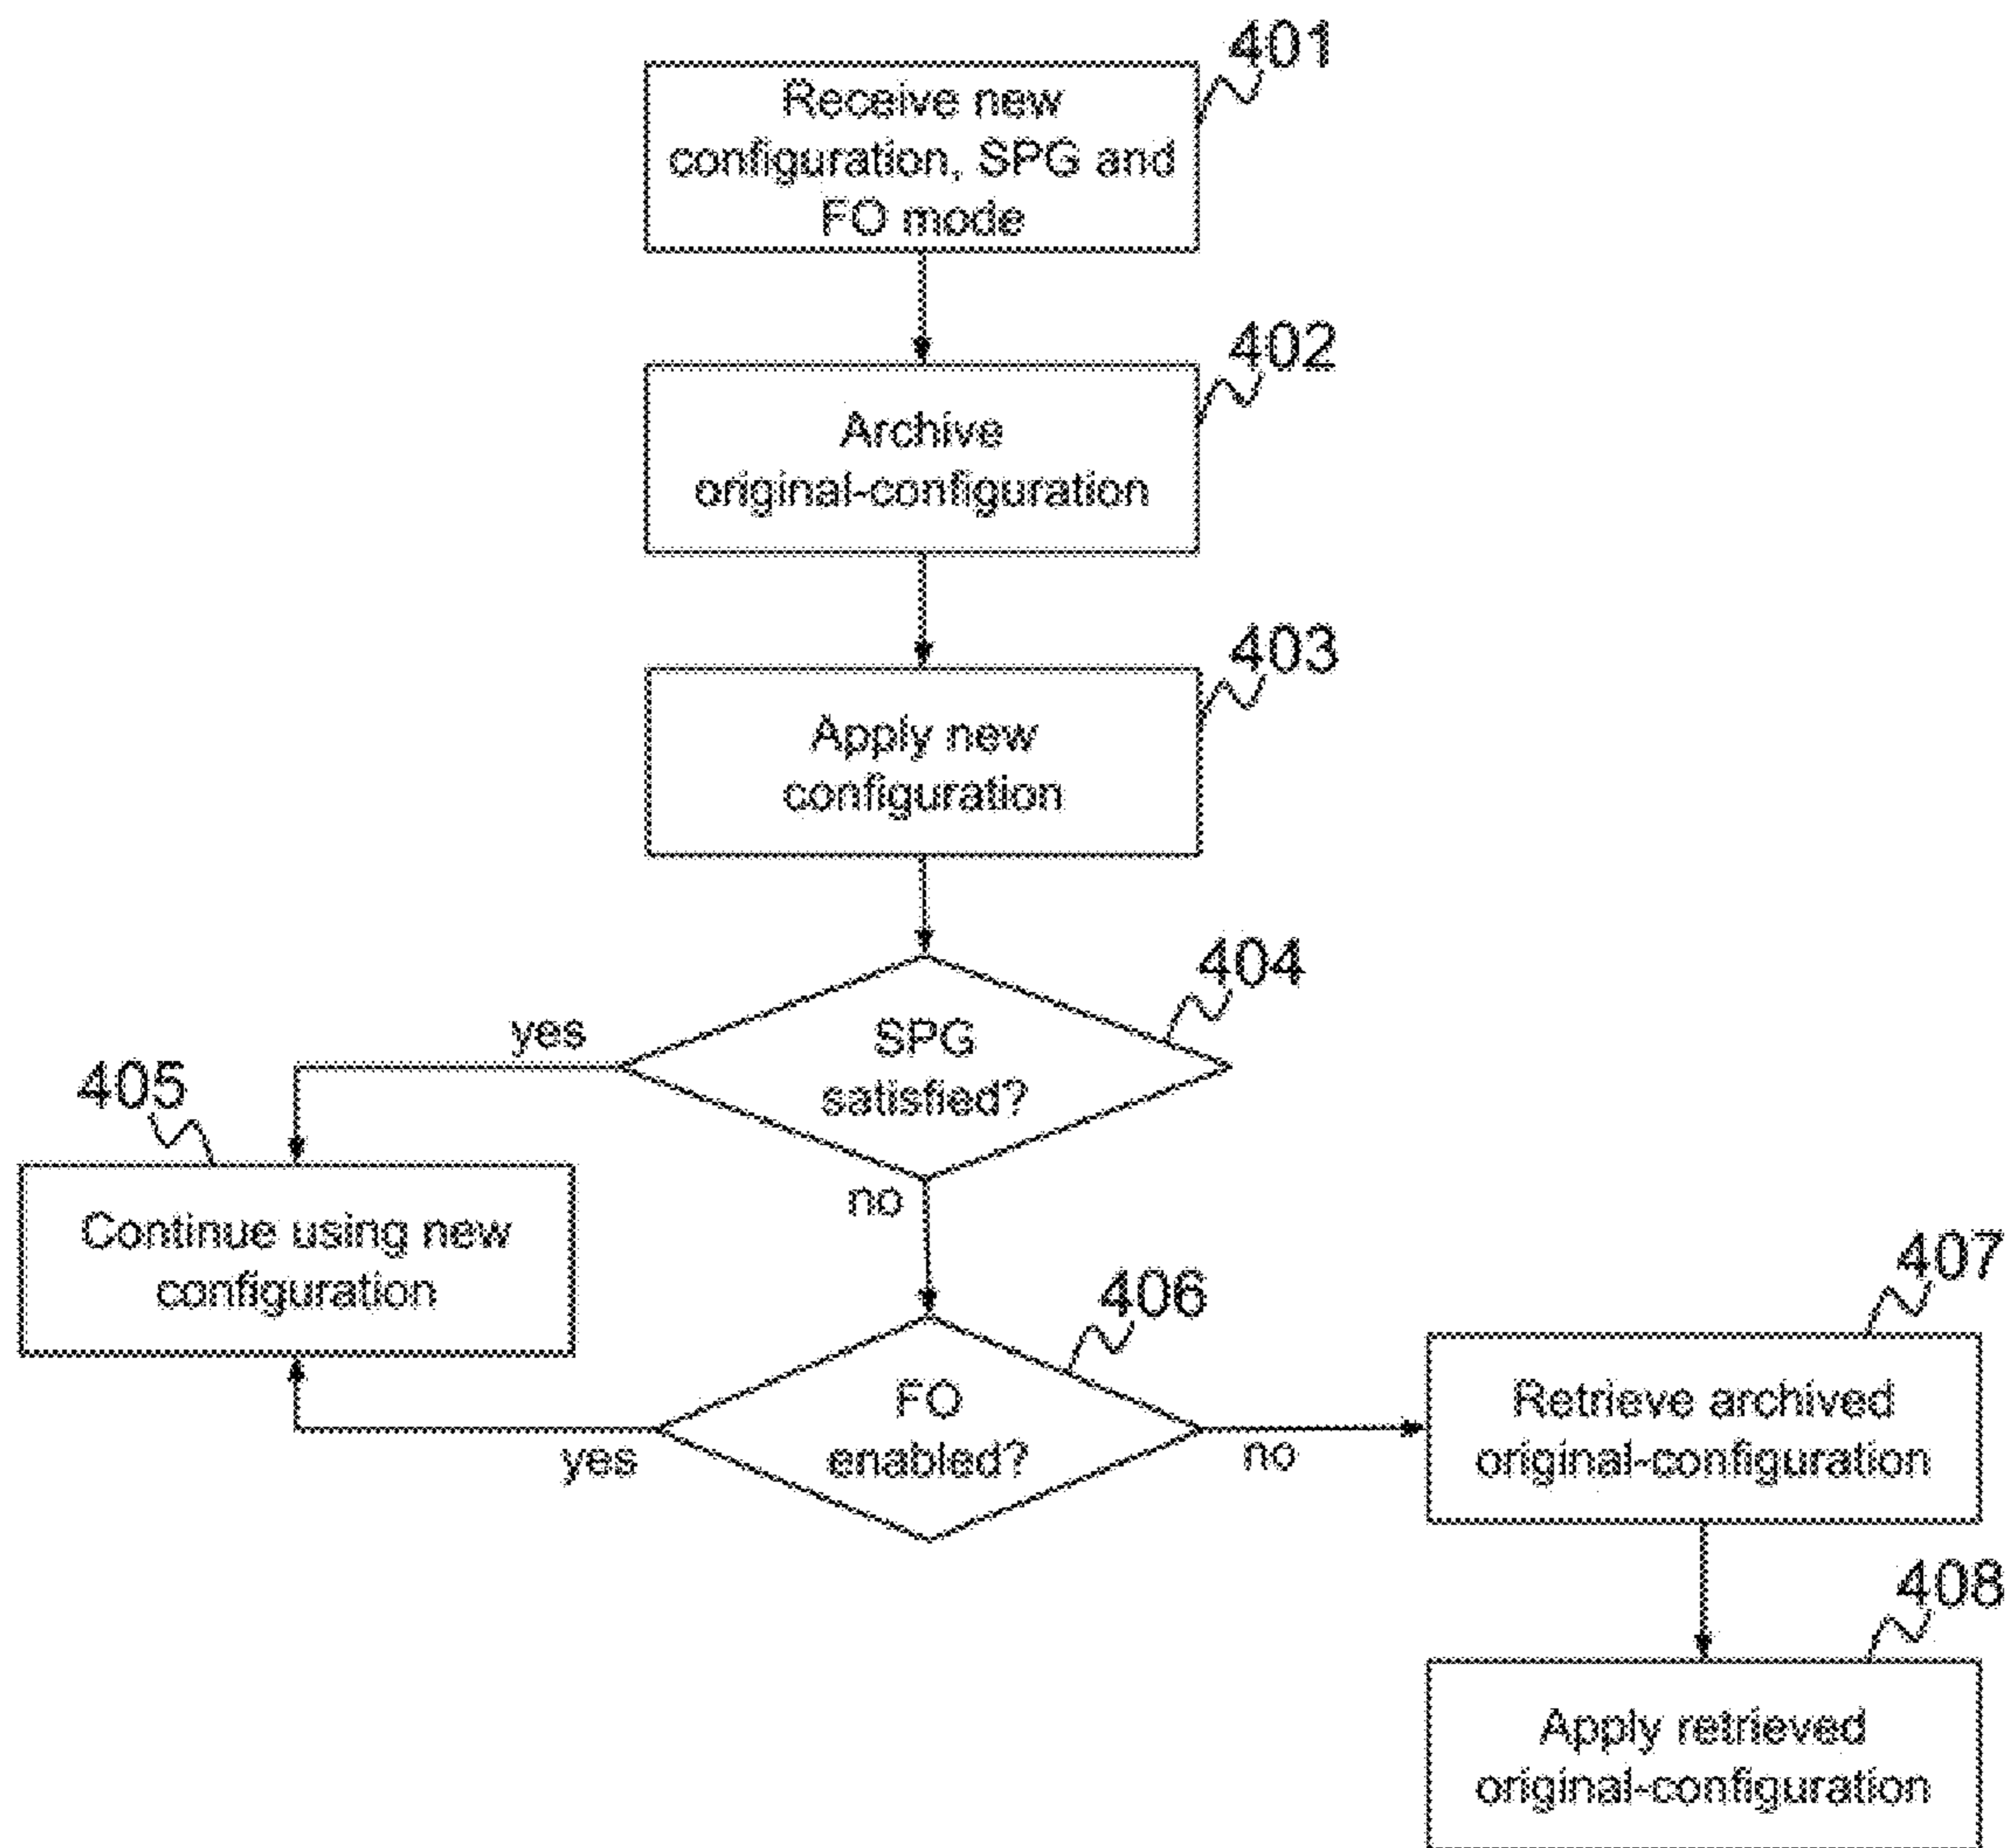 401
Receive new
configuration, SPG and
FO mode
402
Archive
original-configuration
403
Apply new
configuration
404
SPG
satisfied?
yes
no
405
Continue using new
configuration
406
FO
enabled?
yes
no
407
Retrieve archived
original-configuration
408
Apply retrieved
original-configuration